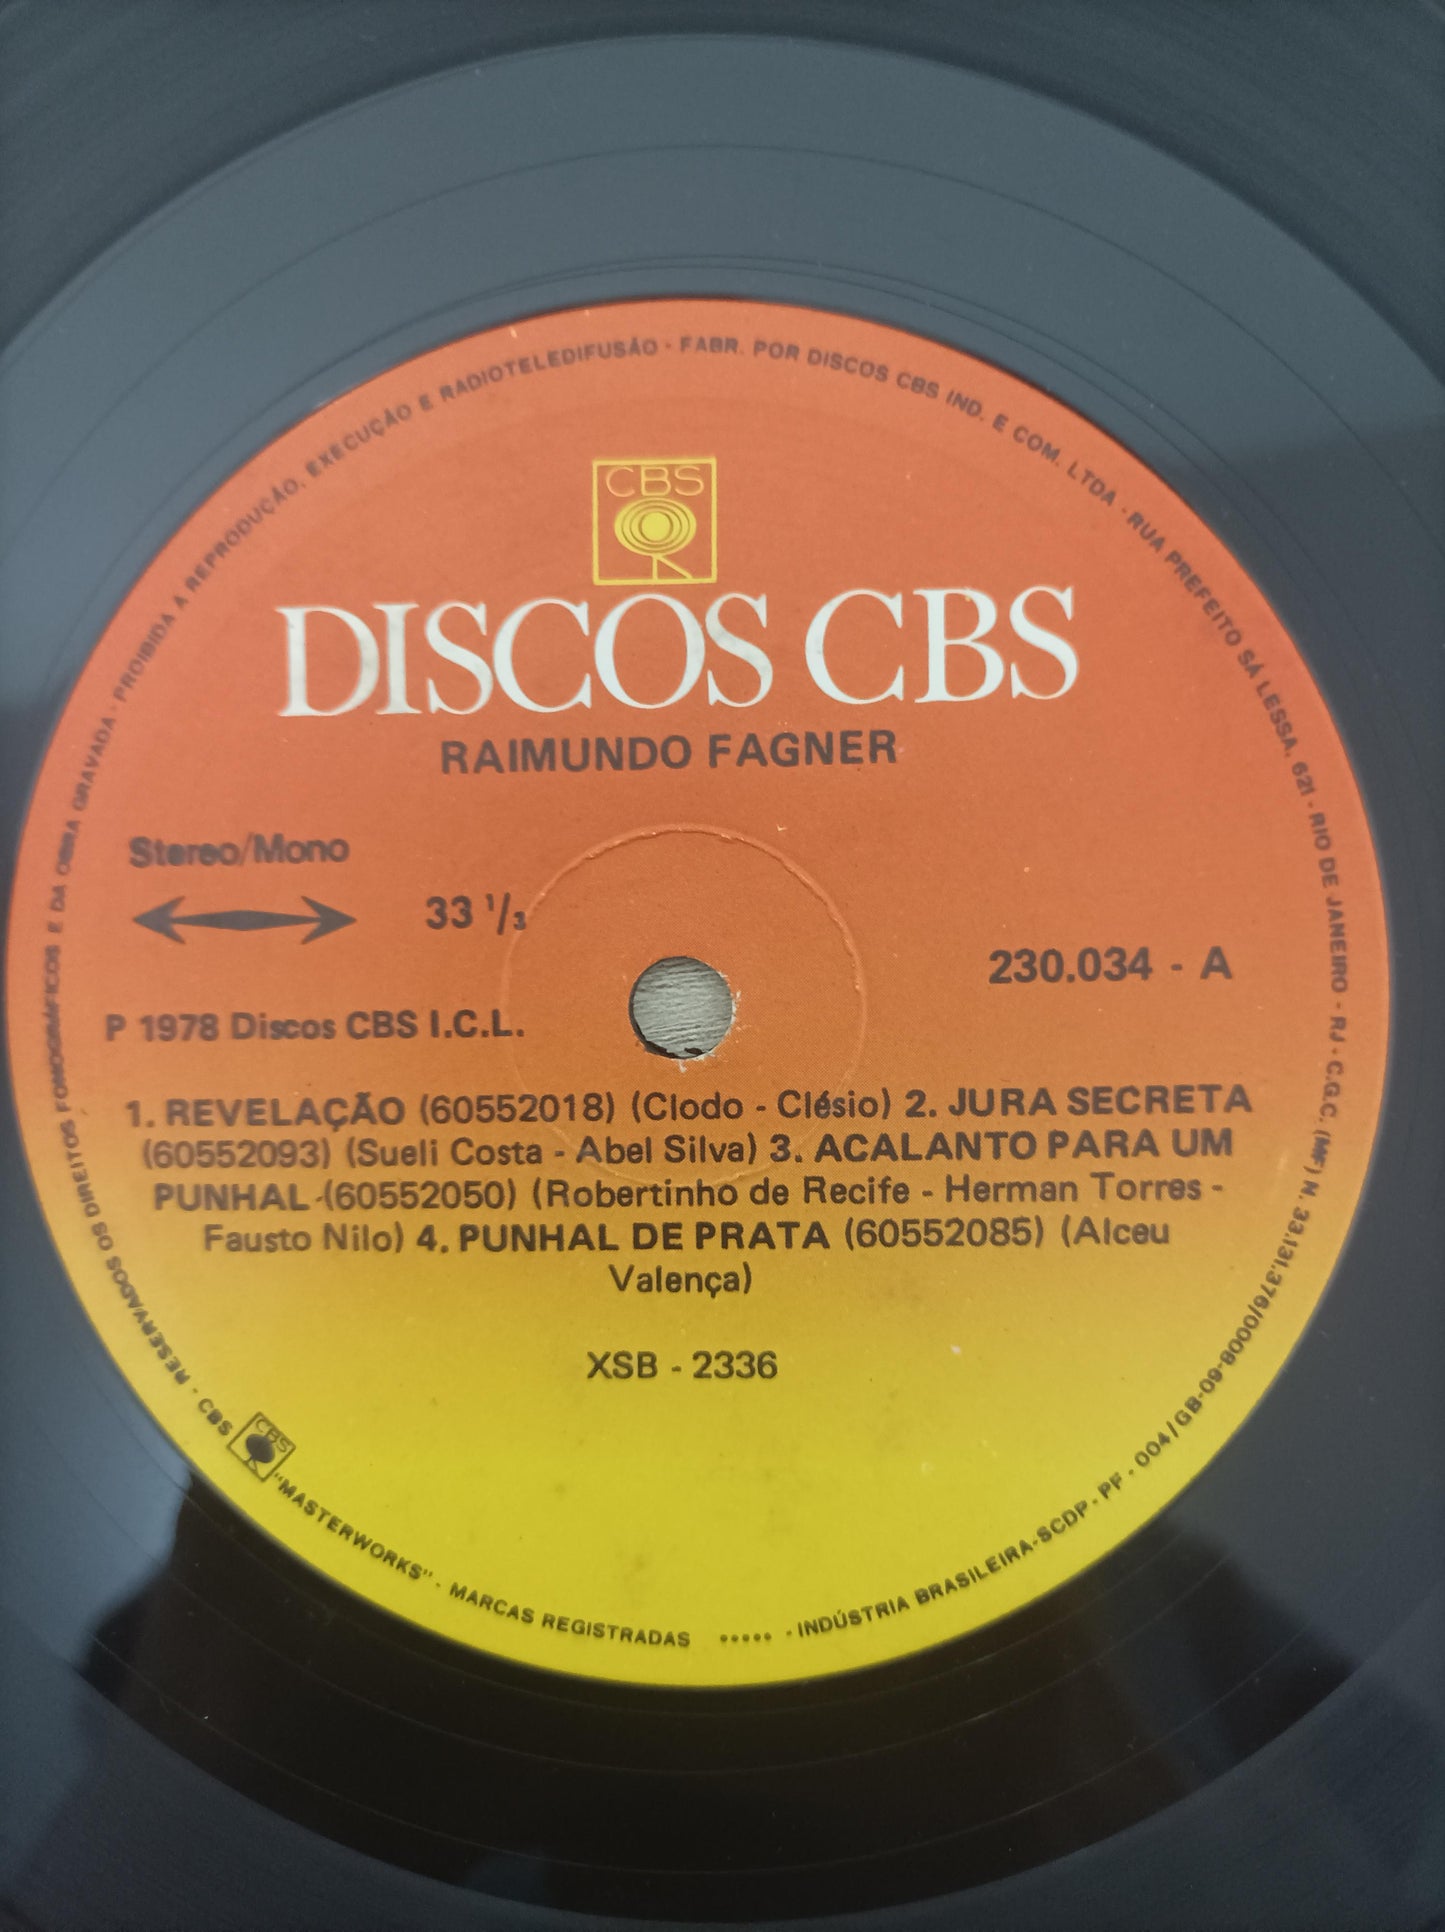 PROIBIDA A REPRODUÇÃO, EXECUÇÃO E RADIOTELEDIFUSÃO - FABR. POR DISCOS CBS IND. E COM. LTDA - RUA PREFEITO SÁ LESSA, 621 - RIO DE JANEIRO - RJ - C.G.C. (MF) N. 33.131.376/0008-09 - INDÚSTRIA BRASILEIRA-SCDP-PF - 004/GB-
CBS
DISCOS CBS
RAIMUNDO FAGNER
Stereo/Mono
33 1/3
230.034 - A
P 1978 Discos CBS I.C.L.
1. REVELAÇÃO (60552018) (Clodo - Clésio) 2. JURA SECRETA
(60552093) (Sueli Costa - Abel Silva) 3. ACALANTO PARA UM
PUNHAL (60552050) (Robertinho de Recife - Herman Torres -
Fausto Nilo) 4. PUNHAL DE PRATA (60552085) (Alceu
Valença)
XSB - 2336
RESERVADOS OS DIREITOS FONOGRÁFICOS E DA OBRA GRAVADA -
CBS
CBS
"MASTERWORKS" - MARCAS REGISTRADAS